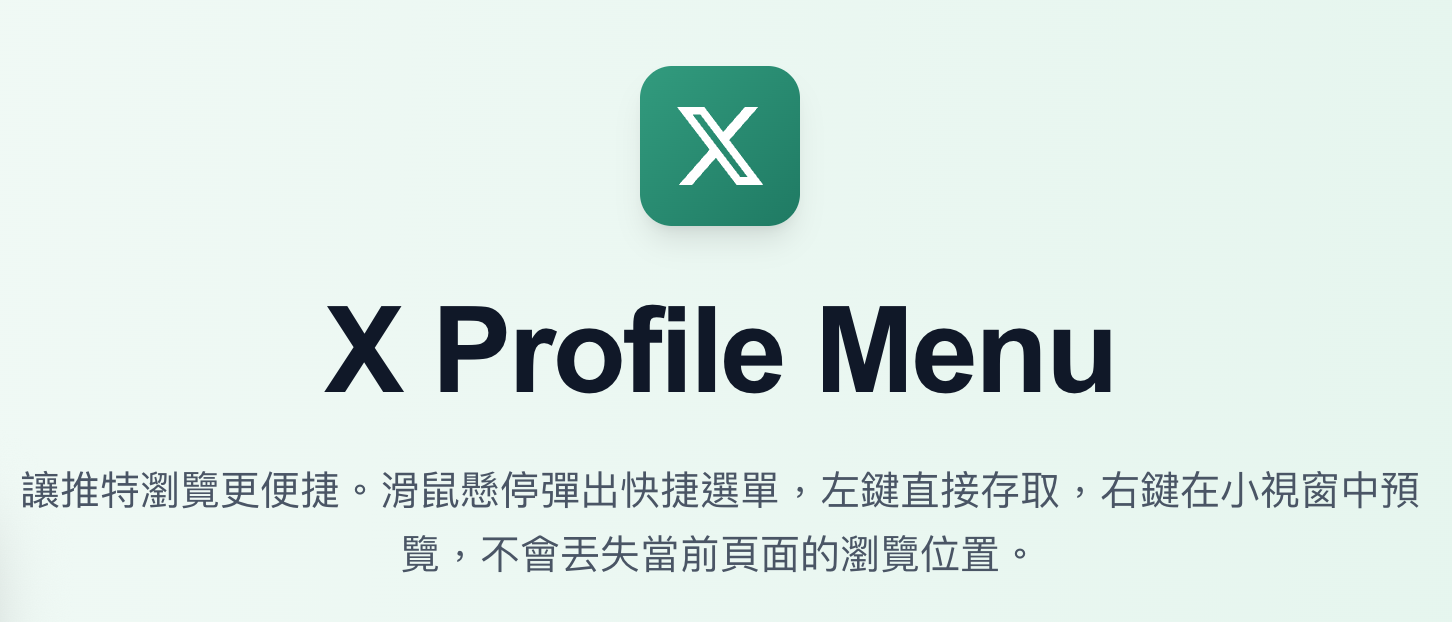 X Profile Menu
讓推特瀏覽更便捷。滑鼠懸停彈出快捷選單，左鍵直接存取，右鍵在小視窗中預
覽，不會丟失當前頁面的瀏覽位置。